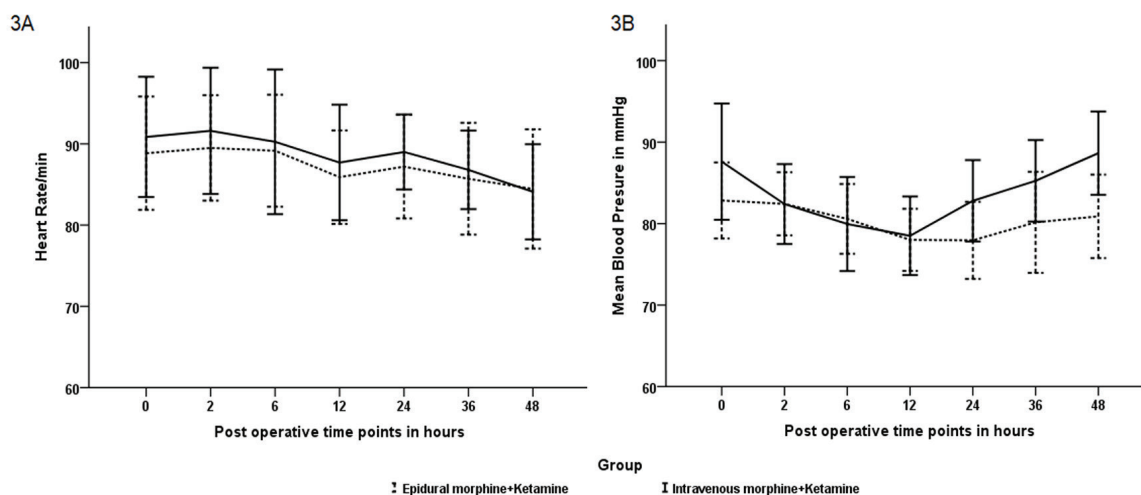 3A
100
90
80
70
60
Heart Rate/min
0 2 6 12 24 36 48
Post operative time points in hours
3B
100
90
80
70
60
Mean Blood Presure in mmHg
0 2 6 12 24 36 48
Post operative time points in hours
Group
Epidural morphine+Ketamine
Intravenous morphine+Ketamine